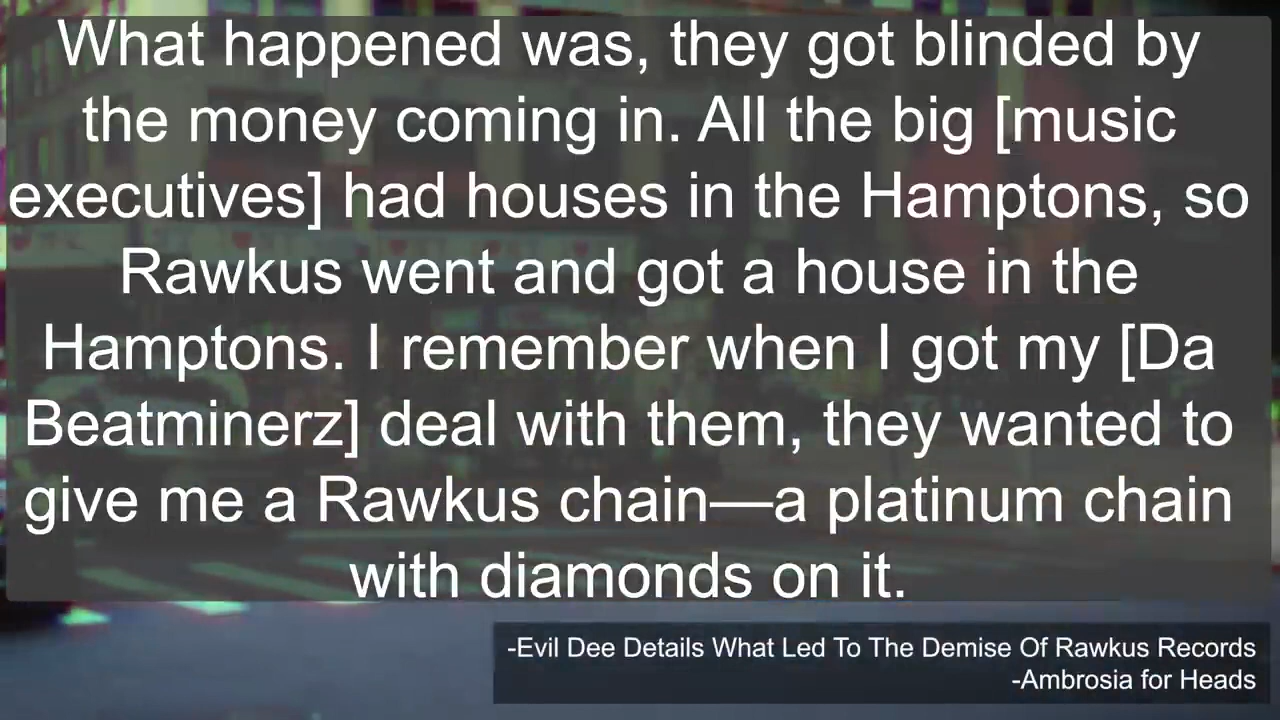 What happened was, they got blinded by
the money coming in. All the big [music
executives] had houses in the Hamptons, so
Rawkus went and got a house in the
Hamptons. I remember when I got my [Da
Beatminerz] deal with them, they wanted to
give me a Rawkus chain—a platinum chain
with diamonds on it.
-Evil Dee Details What Led To The Demise Of Rawkus Records
-Ambrosia for Heads